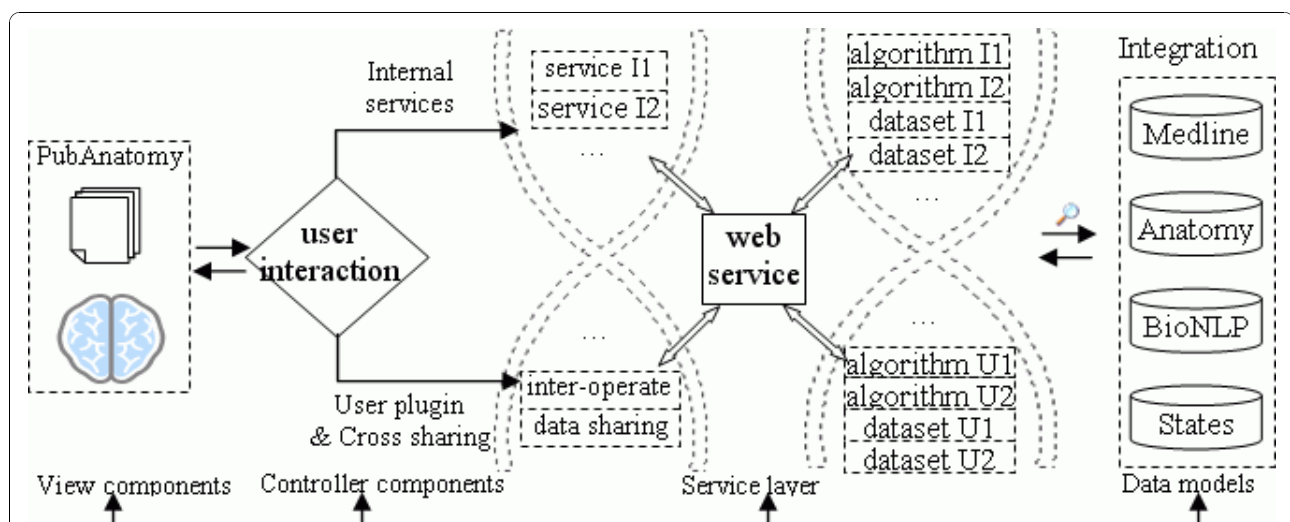 PubAnatomy
View components
Internal
services
user
interaction
User plugin
& Cross sharing
Controller components
service I1
service I2
...
...
inter-operate
data sharing
web
service
Service layer
algorithm I1
algorithm I2
dataset I1
dataset I2
...
...
algorithm U1
algorithm U2
dataset U1
dataset U2
Integration
Medline
Anatomy
BioNLP
States
Data models